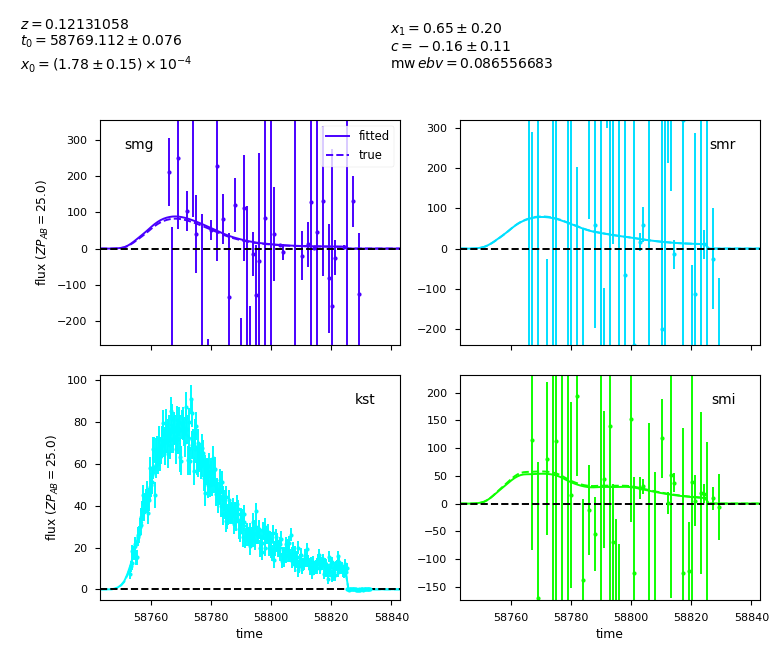 z = 0.12131058
t₀ = 58769.112 ± 0.076
x₀ = (1.78 ± 0.15) × 10⁻⁴
x₁ = 0.65 ± 0.20
c = −0.16 ± 0.11
mw ebv = 0.086556683
smg
fitted
true
300
200
100
0
−100
−200
flux (ZP_AB = 25.0)
smr
300
200
100
0
−100
−200
kst
100
80
60
40
20
0
flux (ZP_AB = 25.0)
58760 58780 58800 58820 58840
time
smi
200
150
100
50
0
−50
−100
−150
58760 58780 58800 58820 58840
time